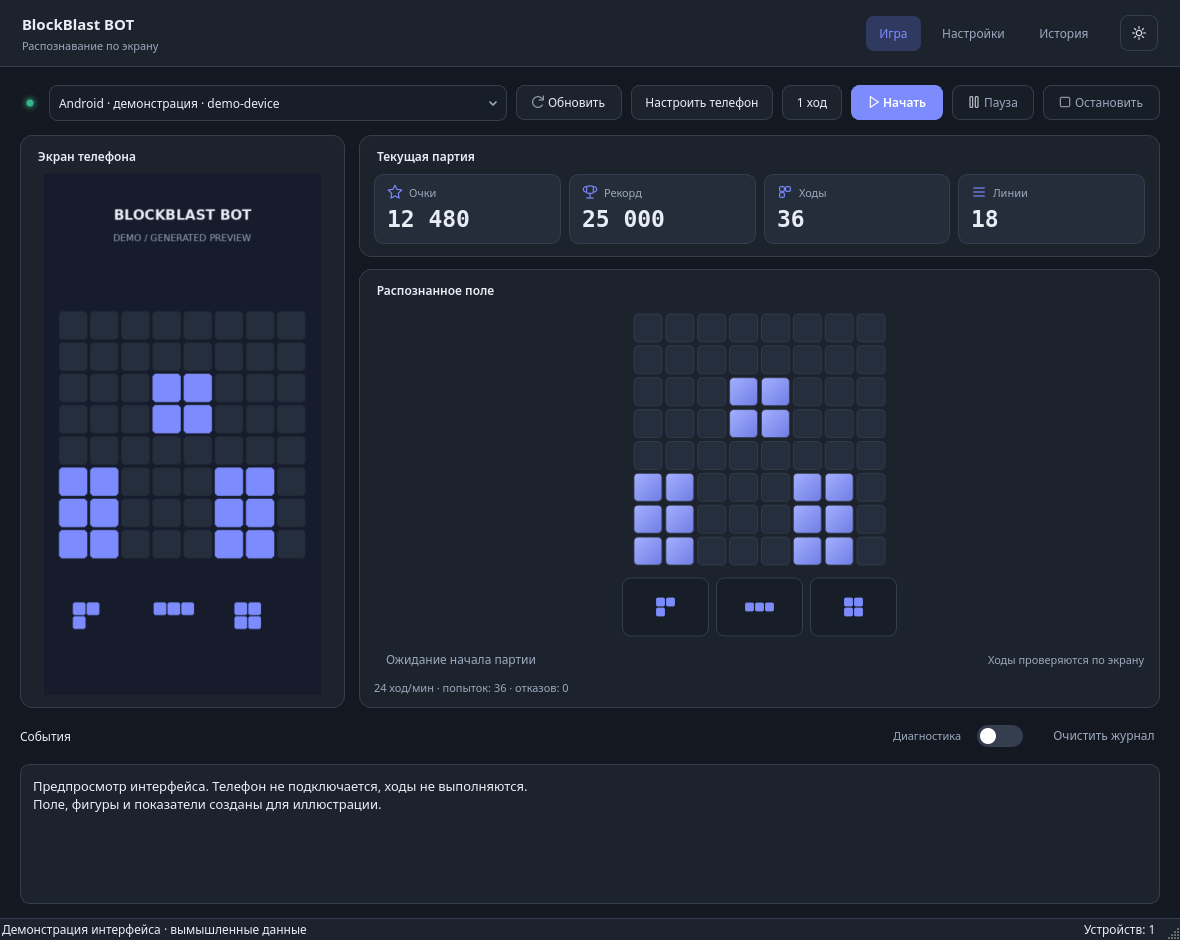 BlockBlast BOT
Распознавание по экрану
Игра
Настройки
История
Android · демонстрация · demo-device
Обновить
Настроить телефон
1 ход
Начать
Пауза
Остановить
Экран телефона
BLOCKBLAST BOT
DEMO / GENERATED PREVIEW
Текущая партия
Очки
12 480
Рекорд
25 000
Ходы
36
Линии
18
Распознанное поле
Ожидание начала партии
Ходы проверяются по экрану
24 ход/мин · попыток: 36 · отказов: 0
События
Диагностика
Очистить журнал
Предпросмотр интерфейса. Телефон не подключается, ходы не выполняются.
Поле, фигуры и показатели созданы для иллюстрации.
Демонстрация интерфейса · вымышленные данные
Устройств: 1